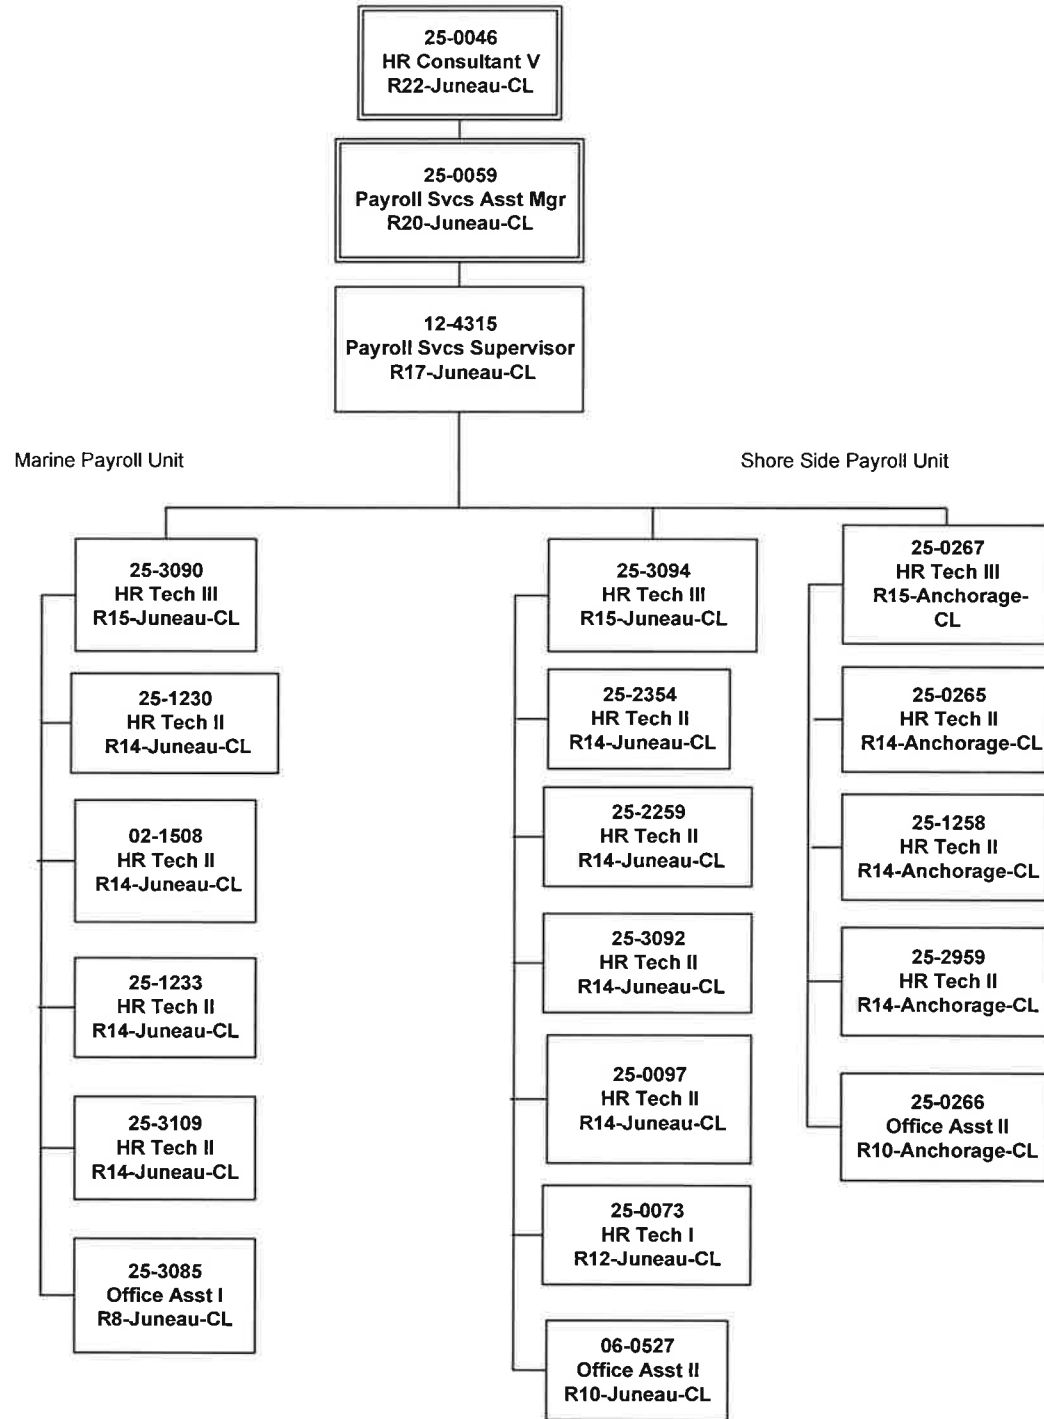 25-0046
HR Consultant V
R22-Juneau-CL
25-0059
Payroll Svcs Asst Mgr
R20-Juneau-CL
12-4315
Payroll Svcs Supervisor
R17-Juneau-CL
Marine Payroll Unit
Shore Side Payroll Unit
25-3090
HR Tech III
R15-Juneau-CL
25-1230
HR Tech II
R14-Juneau-CL
02-1508
HR Tech II
R14-Juneau-CL
25-1233
HR Tech II
R14-Juneau-CL
25-3109
HR Tech II
R14-Juneau-CL
25-3085
Office Asst I
R8-Juneau-CL
25-3094
HR Tech III
R15-Juneau-CL
25-2354
HR Tech II
R14-Juneau-CL
25-2259
HR Tech II
R14-Juneau-CL
25-3092
HR Tech II
R14-Juneau-CL
25-0097
HR Tech II
R14-Juneau-CL
25-0073
HR Tech I
R12-Juneau-CL
06-0527
Office Asst II
R10-Juneau-CL
25-0267
HR Tech III
R15-Anchorage-
CL
25-0265
HR Tech II
R14-Anchorage-CL
25-1258
HR Tech II
R14-Anchorage-CL
25-2959
HR Tech II
R14-Anchorage-CL
25-0266
Office Asst II
R10-Anchorage-CL